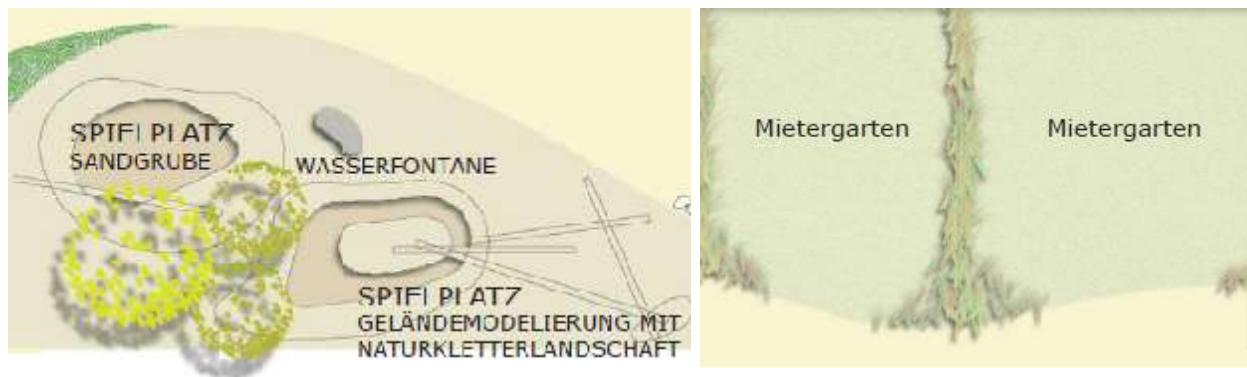 SPIELPLATZ
SANDGRUBE
WASSERFONTANE
SPIELPLATZ
GELÄNDEMODELIERUNG MIT
NATURKLETTERLANDSCHAFT
Mietergarten
Mietergarten